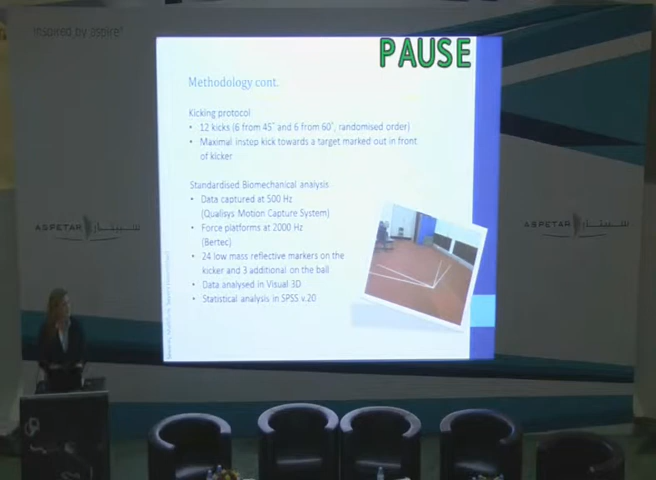 inspired by aspire
PAUSE
Methodology cont.
Kicking protocol
• 12 kicks (6 from 45˚ and 6 from 60˚, randomised order)
• Maximal instep kick towards a target marked out in front
of kicker
Standardised Biomechanical analysis
• Data captured at 500 Hz
(Qualisys Motion Capture System)
• Force platforms at 2000 Hz
(Bertec)
• 24 low mass reflective markers on the
kicker and 3 additional on the ball
• Data analysed in Visual 3D
• Statistical analysis in SPSS v.20
ASPETAR سبيتار
ASPETAR سبيتار